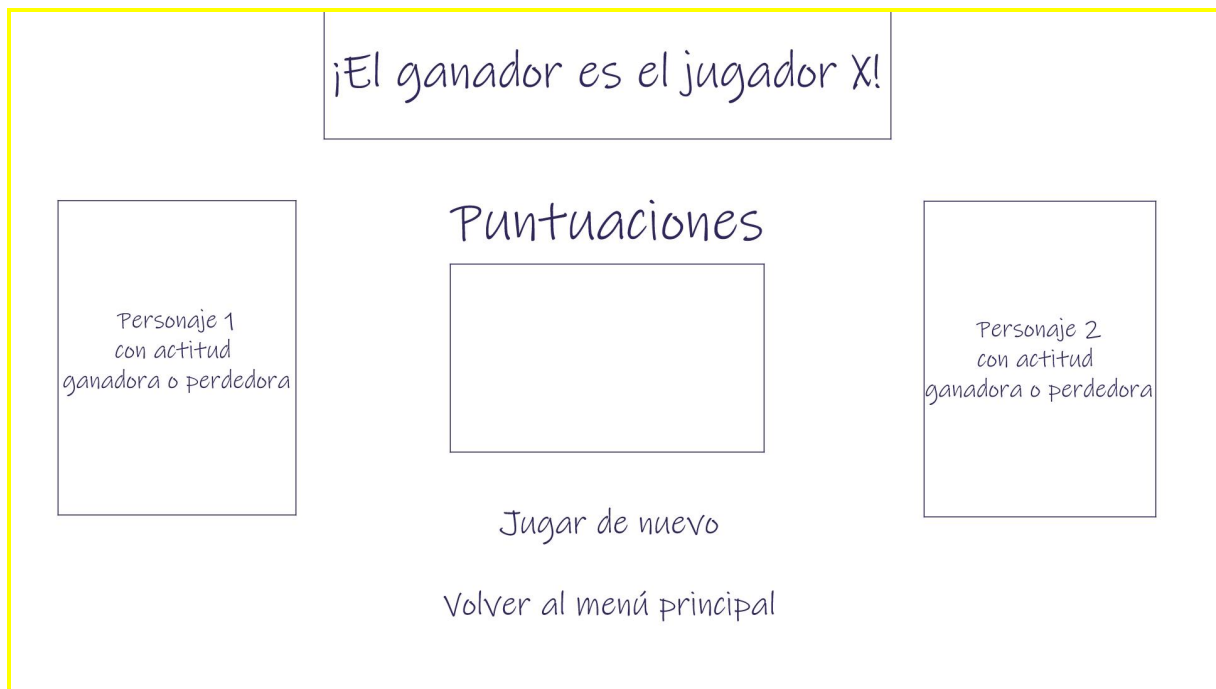 ¡El ganador es el jugador X!
Puntuaciones
Personaje 1
con actitud
ganadora o perdedora
Personaje 2
con actitud
ganadora o perdedora
Jugar de nuevo
Volver al menú principal